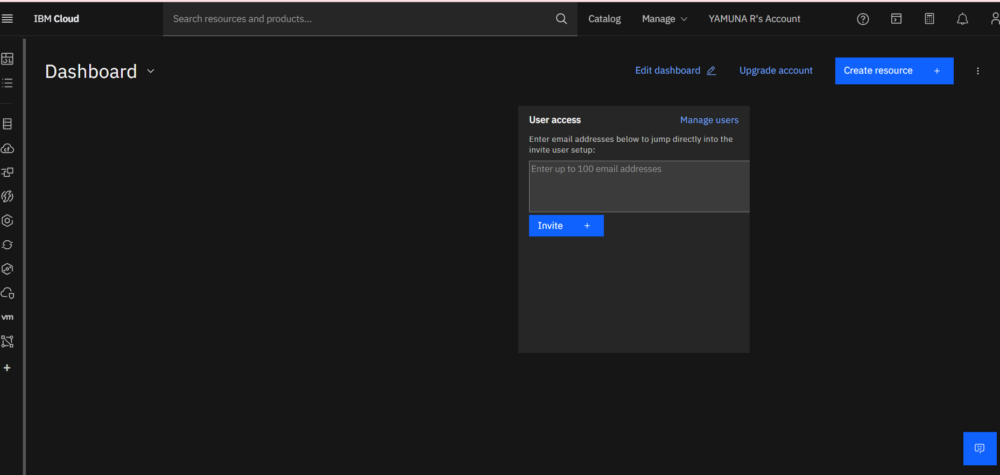 IBM Cloud
Search resources and products...
Catalog
Manage
YAMUNA R's Account
Dashboard
Edit dashboard
Upgrade account
Create resource +
User access
Manage users
Enter email addresses below to jump directly into the
invite user setup:
Enter up to 100 email addresses
Invite +
cf
vm
+